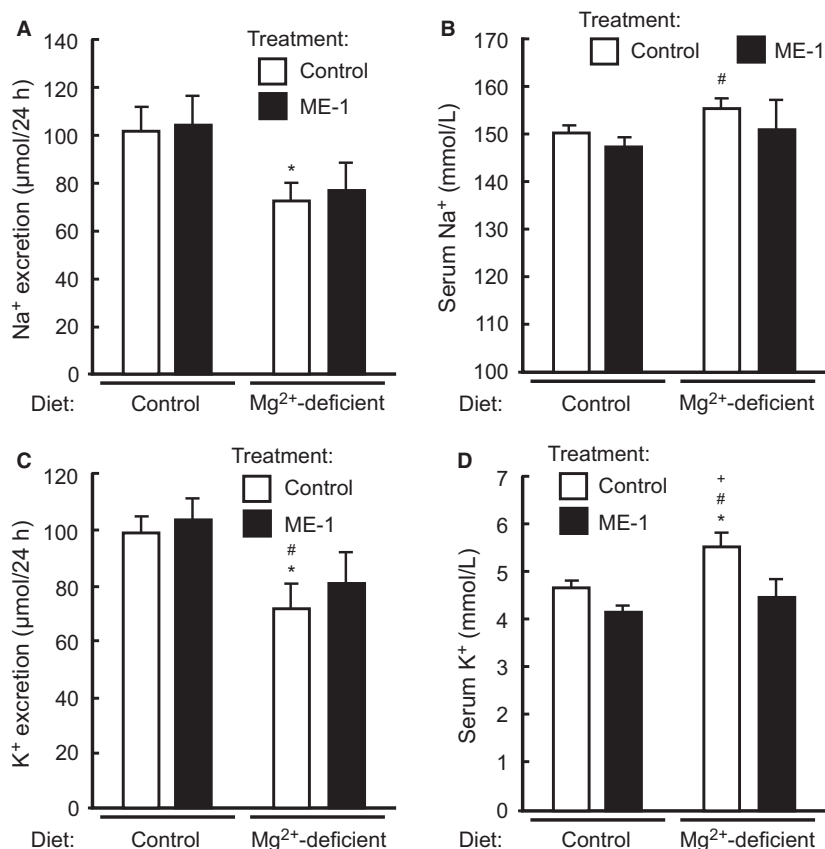 A
Na⁺ excretion (µmol/24 h)
140
120
100
80
60
40
20
0
Treatment:
Control
ME-1
*
Diet: Control Mg²⁺-deficient
B
Serum Na⁺ (mmol/L)
170
160
150
140
130
120
110
100
Treatment:
Control ME-1
#
Diet: Control Mg²⁺-deficient
C
K⁺ excretion (µmol/24 h)
120
100
80
60
40
20
0
Treatment:
Control
ME-1
#
*
Diet: Control Mg²⁺-deficient
D
Serum K⁺ (mmol/L)
7
6
5
4
3
2
1
0
Treatment:
Control
ME-1
+
#
*
Diet: Control Mg²⁺-deficient